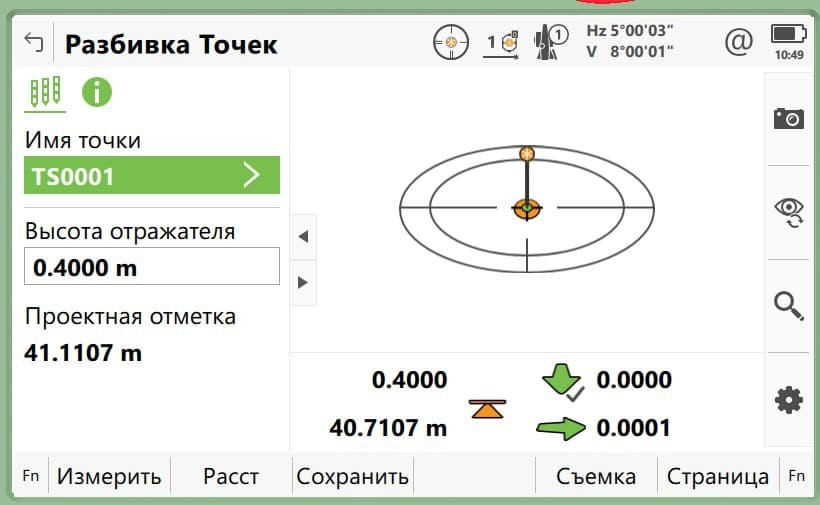 Разбивка Точек
1
1
Hz 5°00'03"
V 8°00'01"
@
10:49
i
Имя точки
TS0001
Высота отражателя
0.4000 m
Проектная отметка
41.1107 m
0.4000
0.0000
40.7107 m
0.0001
Fn
Измерить
Расст
Сохранить
Съемка
Страница
Fn